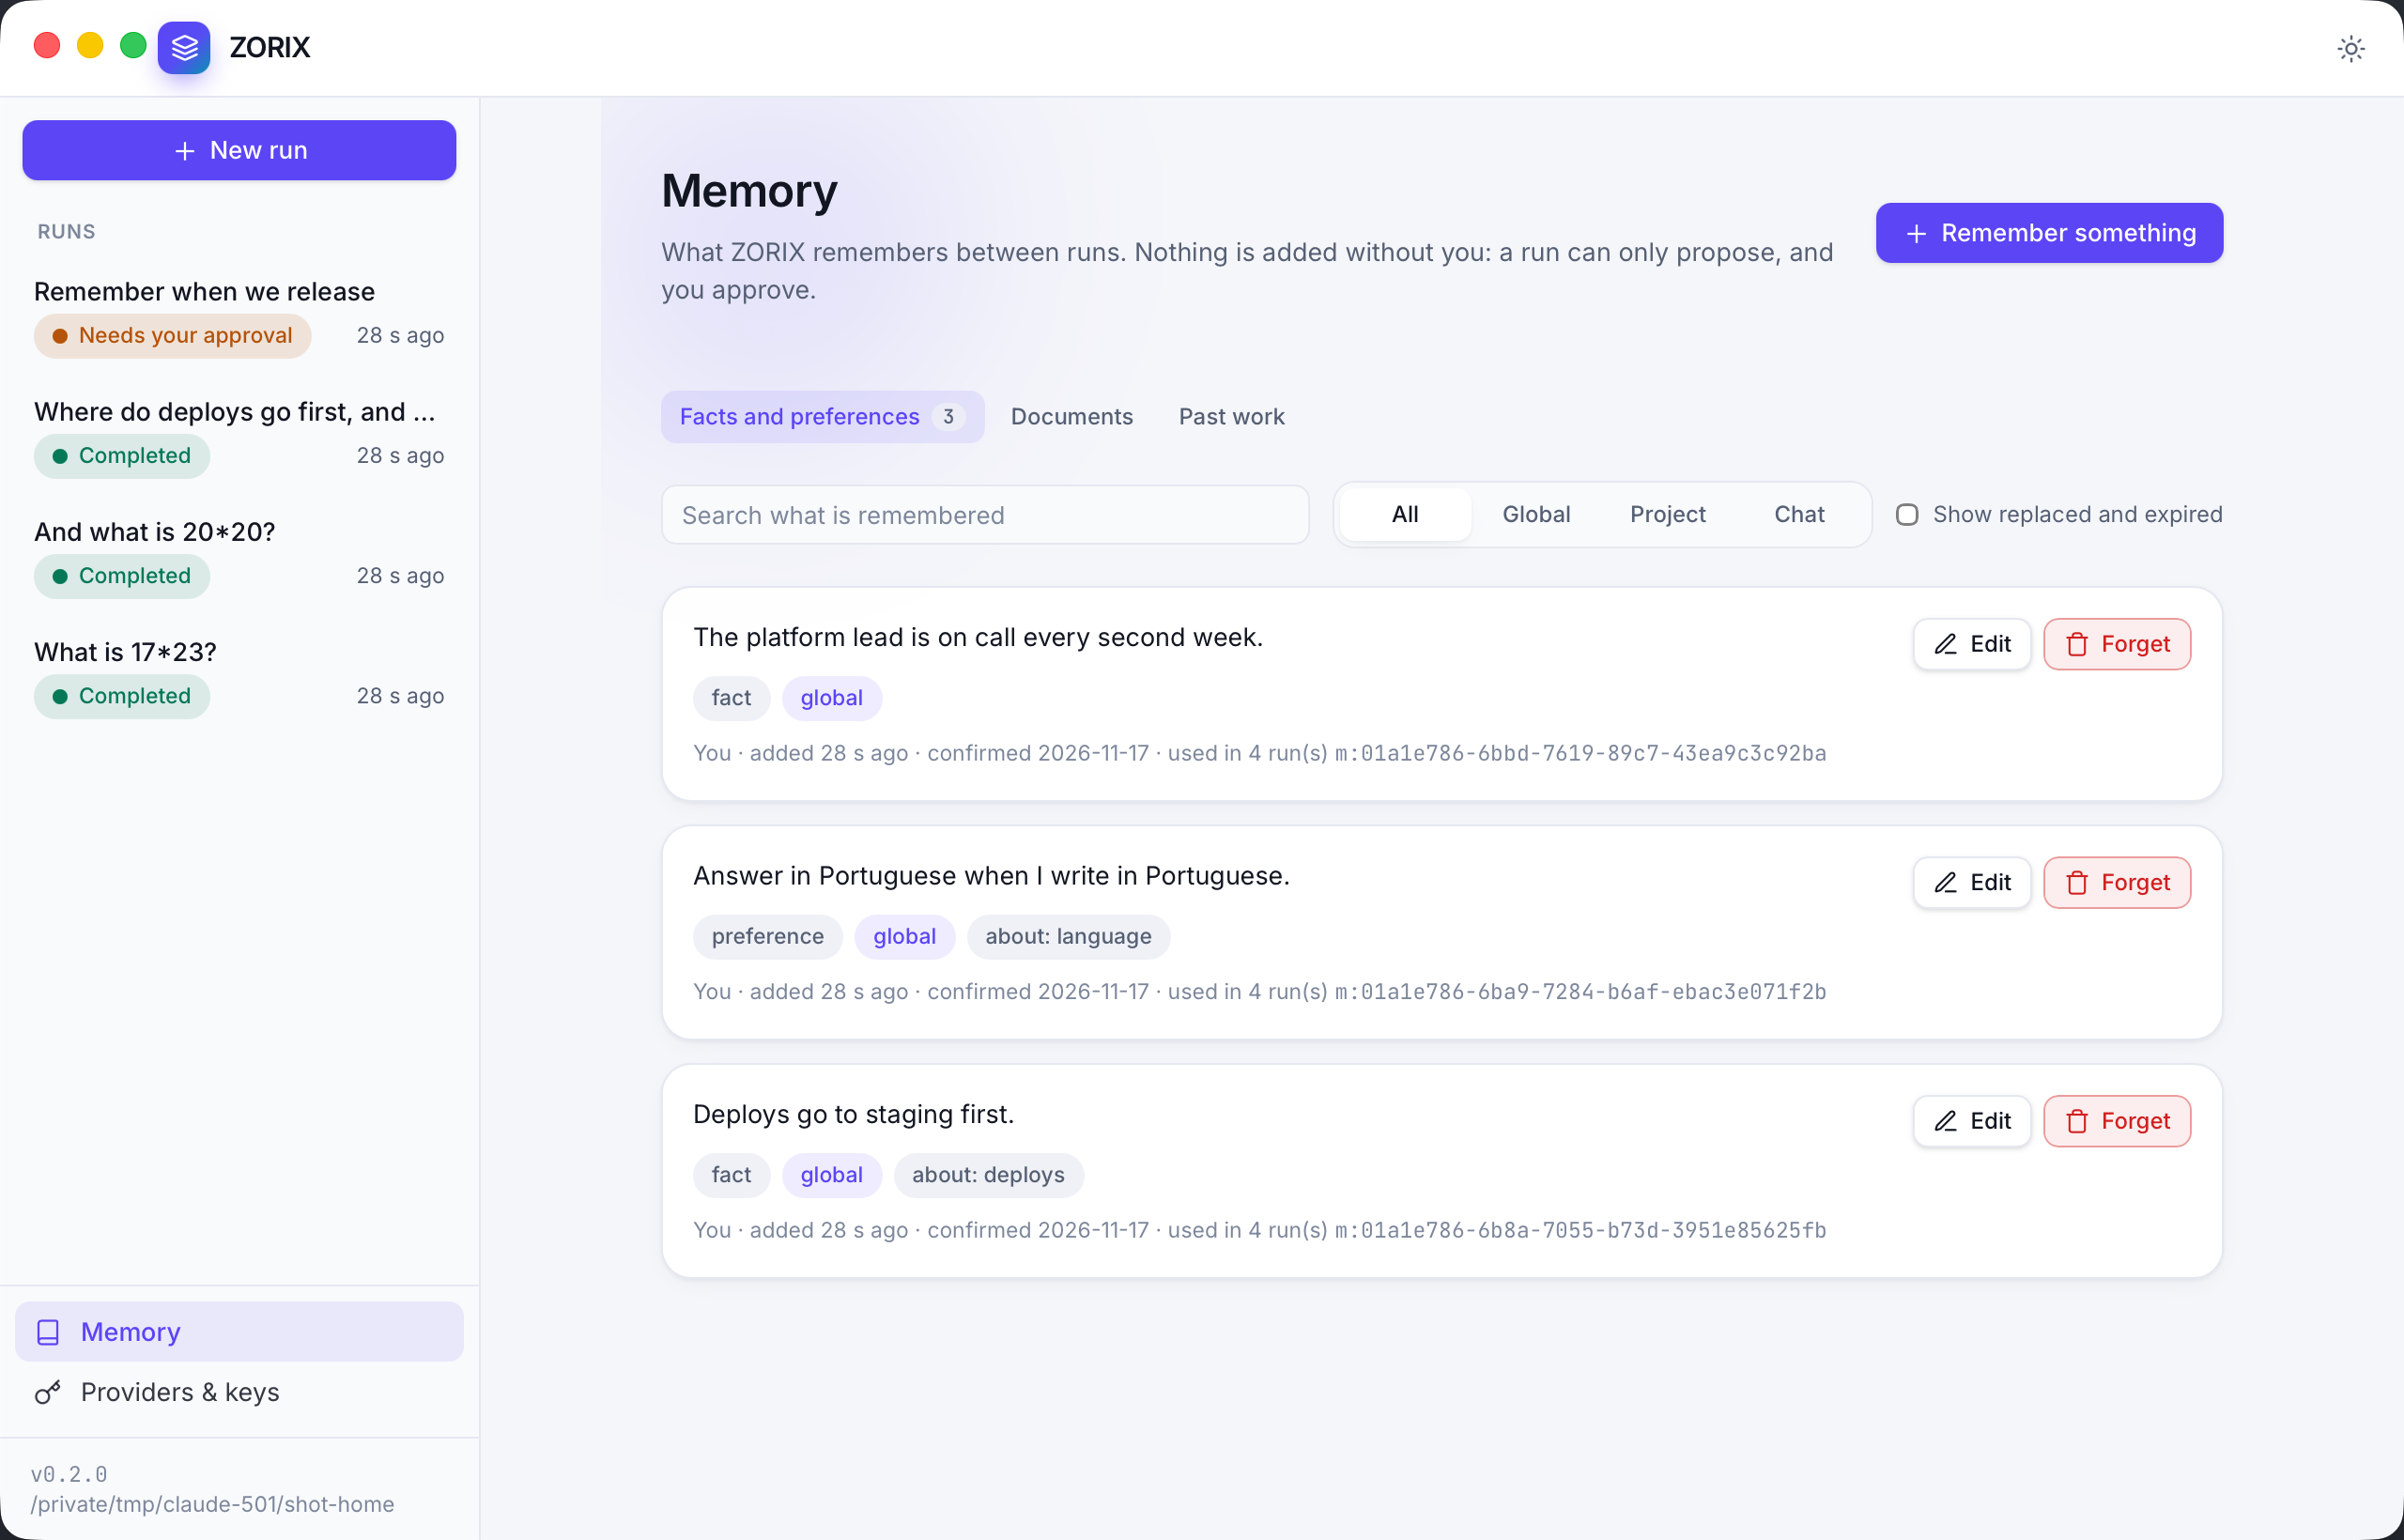 ZORIX
New run
RUNS
Remember when we release
Needs your approval 28 s ago
Where do deploys go first, and ...
Completed 28 s ago
And what is 20*20?
Completed 28 s ago
What is 17*23?
Completed 28 s ago
Memory
Providers & keys
v0.2.0
/private/tmp/claude-501/shot-home
Memory
What ZORIX remembers between runs. Nothing is added without you: a run can only propose, and
you approve.
Remember something
Facts and preferences 3 Documents Past work
Search what is remembered All Global Project Chat Show replaced and expired
The platform lead is on call every second week.
Edit Forget
fact global
You · added 28 s ago · confirmed 2026-11-17 · used in 4 run(s) m:01a1e786-6bbd-7619-89c7-43ea9c3c92ba
Answer in Portuguese when I write in Portuguese.
Edit Forget
preference global about: language
You · added 28 s ago · confirmed 2026-11-17 · used in 4 run(s) m:01a1e786-6ba9-7284-b6af-ebac3e071f2b
Deploys go to staging first.
Edit Forget
fact global about: deploys
You · added 28 s ago · confirmed 2026-11-17 · used in 4 run(s) m:01a1e786-6b8a-7055-b73d-3951e85625fb